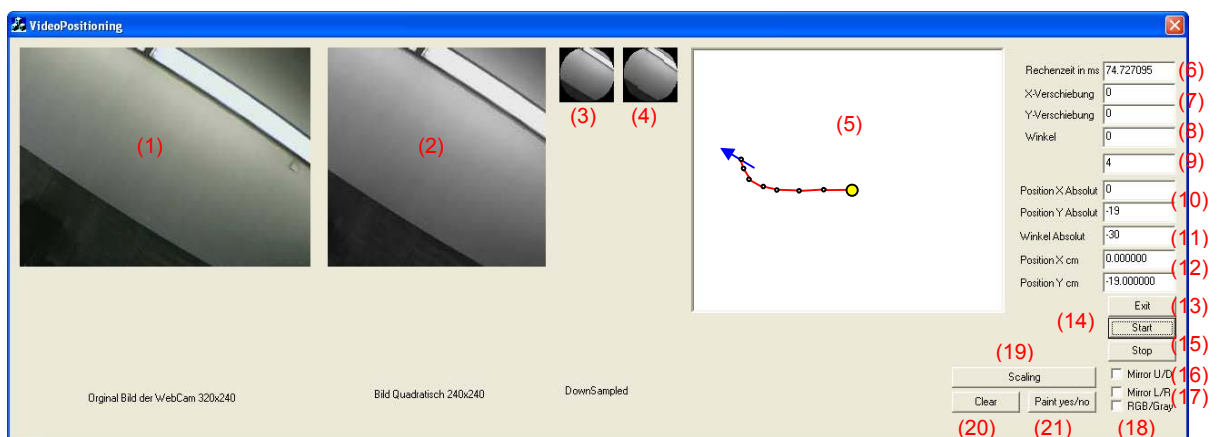 VideoPositioning
(1)
(2)
(3)
(4)
(5)
Rechenzeit in ms 74.727095 (6)
X-Verschiebung 0
(7)
Y-Verschiebung 0
Winkel 0 (8)
4 (9)
Position X Absolut 0
(10)
Position Y Absolut -19
Winkel Absolut -30 (11)
Position X cm 0.000000
(12)
Position Y cm -19.000000
Exit (13)
(14) Start
Stop (15)
(19)
Scaling
Mirror U/D (16)
Mirror L/R (17)
Clear Paint yes/no RGB/Gray
(20) (21) (18)
Orginal Bild der WebCam 320x240
Bild Quadratisch 240x240
DownSampled